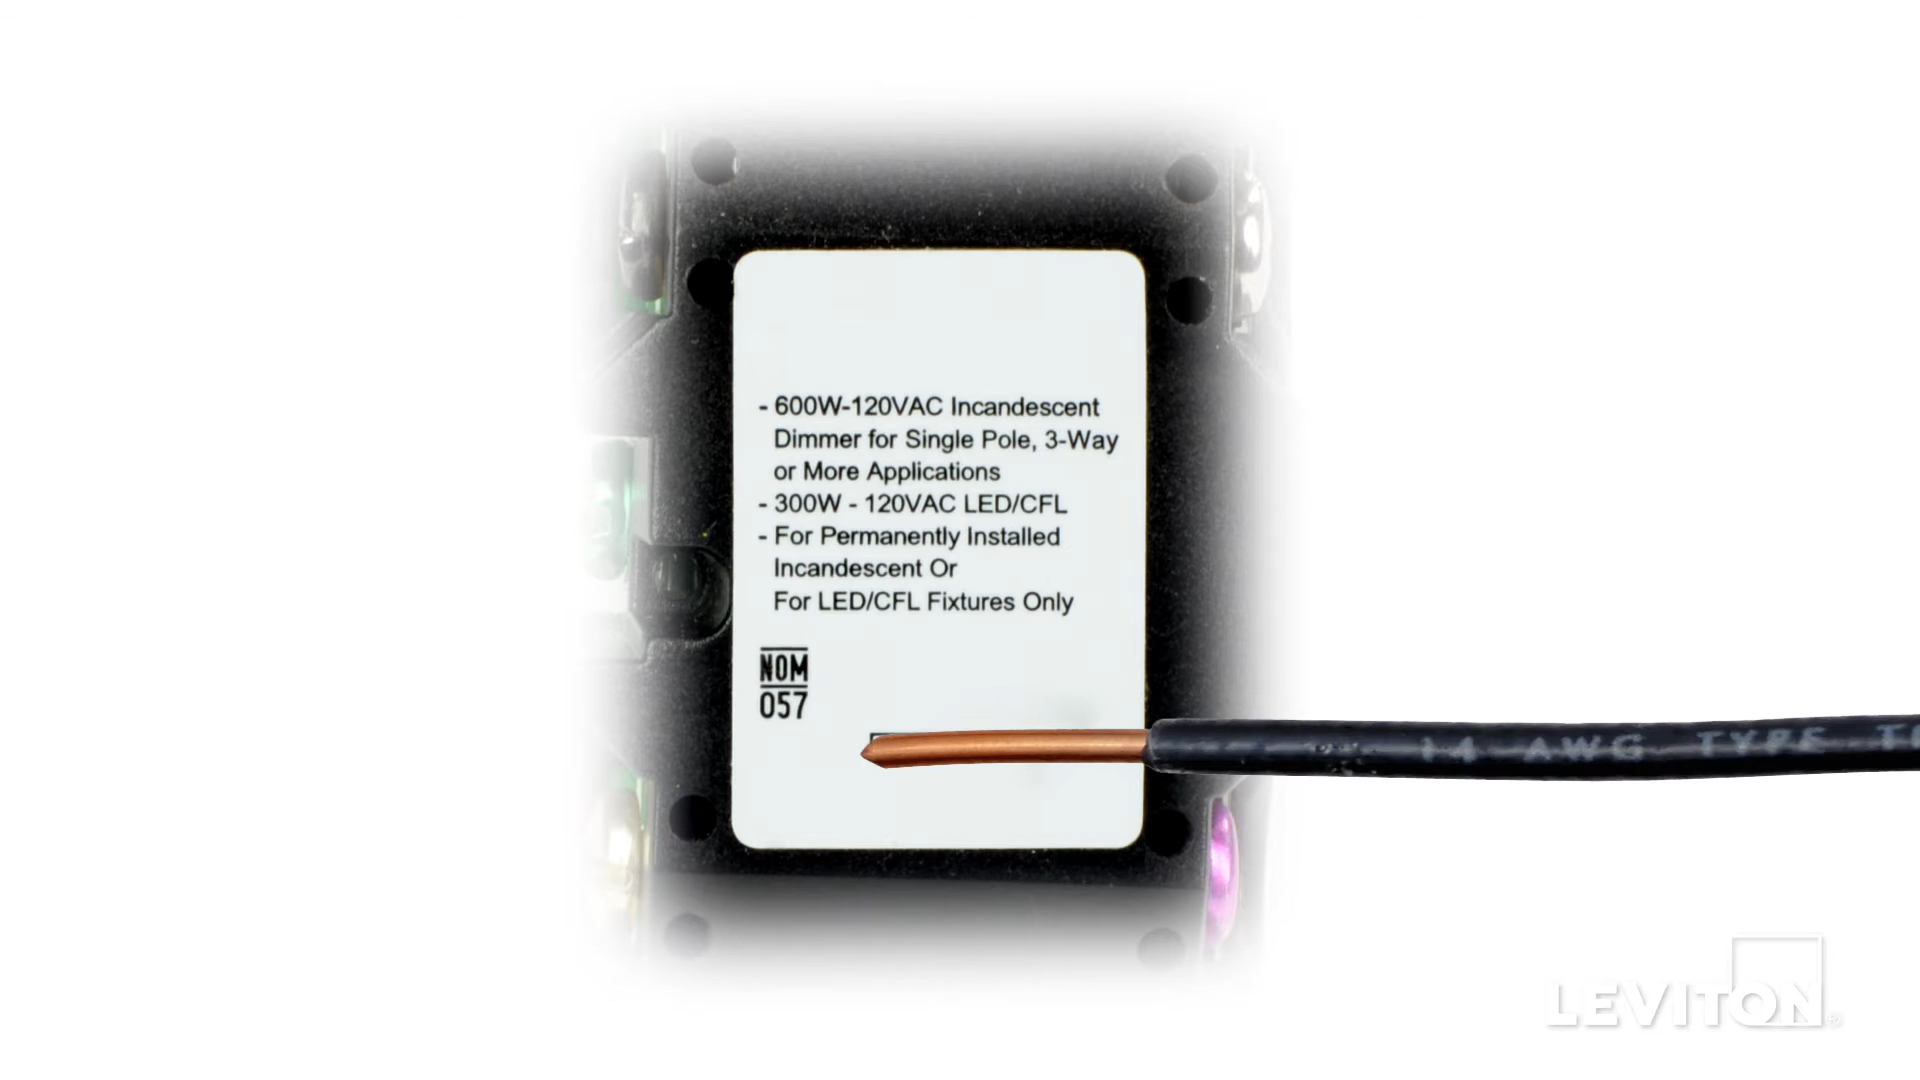 - 600W-120VAC Incandescent
Dimmer for Single Pole, 3-Way
or More Applications
- 300W - 120VAC LED/CFL
- For Permanently Installed
Incandescent Or
For LED/CFL Fixtures Only
NOM
057
14 AWG TYPE
LEVITON®